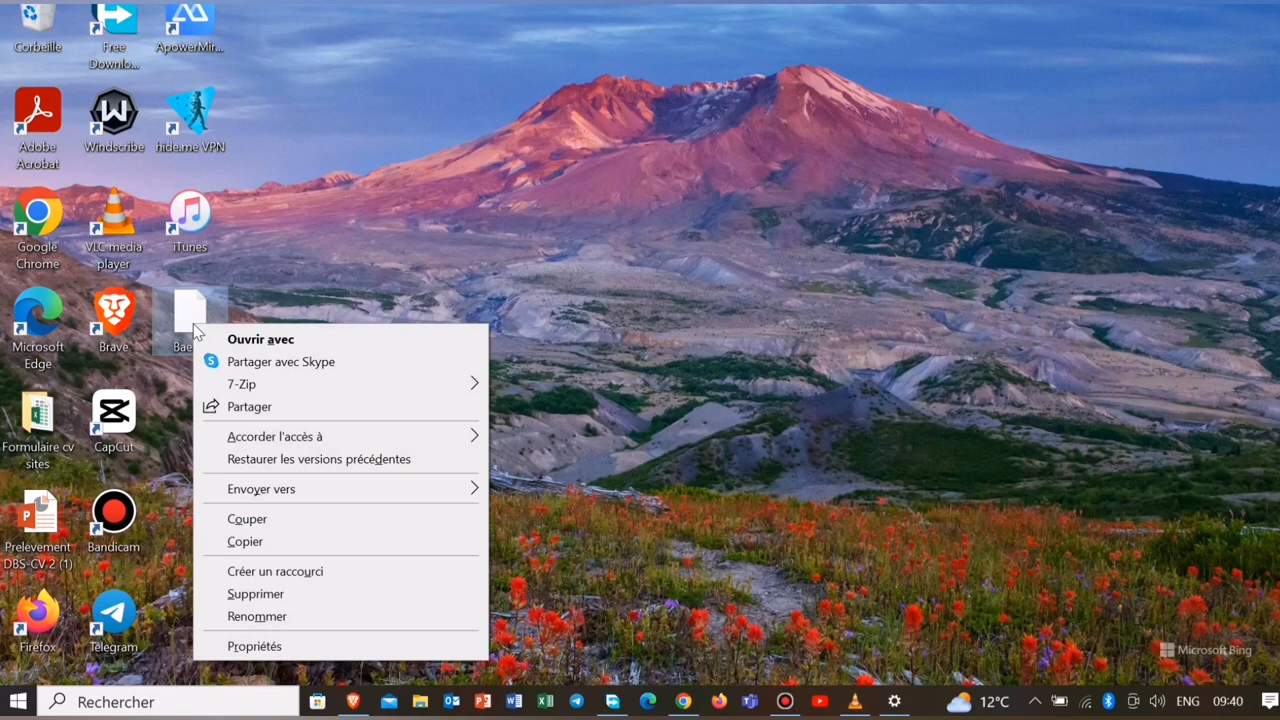 Corbeille
Free
Downlo...
ApowerMir...
Adobe
Acrobat
Windscribe
hide.me VPN
Google
Chrome
VLC media
player
iTunes
Microsoft
Edge
Brave
Formulaire cv
sites
CapCut
Prelevement
DBS-CV 2 (1)
Bandicam
Firefox
Telegram
Ouvrir avec
Partager avec Skype
7-Zip
Partager
Accorder l'accès à
Restaurer les versions précédentes
Envoyer vers
Couper
Copier
Créer un raccourci
Supprimer
Renommer
Propriétés
Microsoft Bing
Rechercher
12°C
ENG
09:40